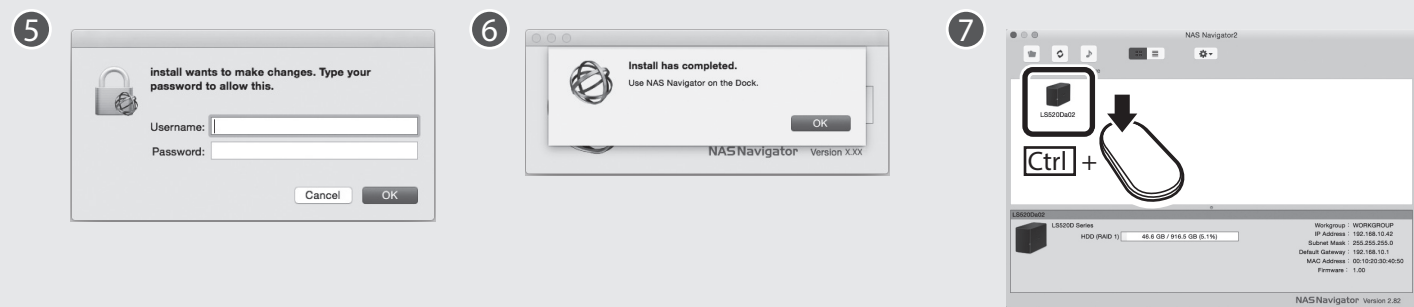 5
install wants to make changes. Type your
password to allow this.
Username:
Password:
Cancel OK
6
Install has completed.
Use NAS Navigator on the Dock.
OK
NAS Navigator Version X.XX
7
NAS Navigator2
LS520Da02
Ctrl +
LS520Da02
LS520D Series
HDD (RAID 1) 46.6 GB / 916.5 GB (5.1%)
Workgroup : WORKGROUP
IP Address : 192.168.10.42
Subnet Mask : 255.255.255.0
Default Gateway : 192.168.10.1
MAC Address : 00:10:20:30:40:50
Firmware : 1.00
NAS Navigator Version 2.82